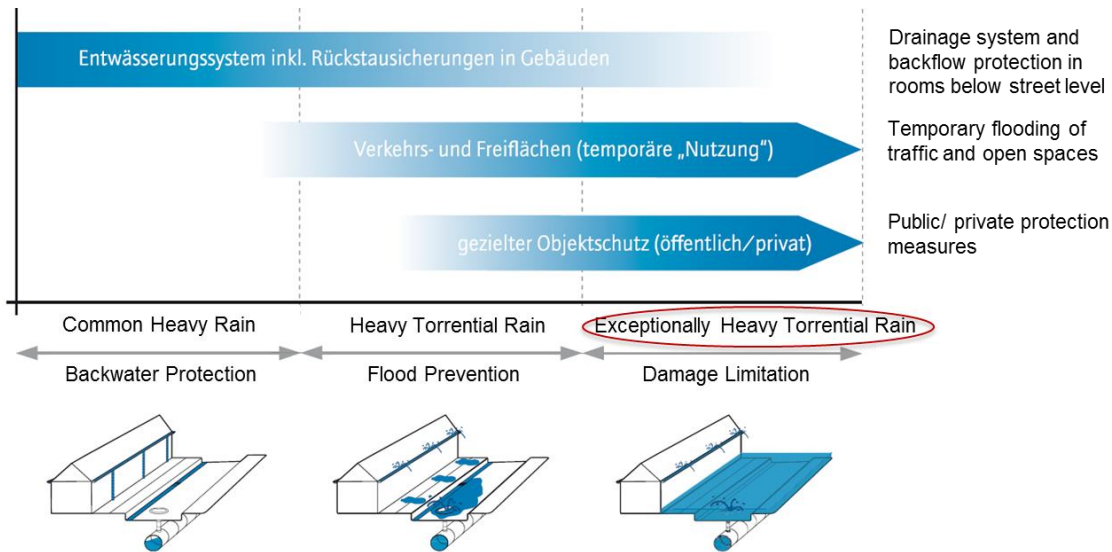 Entwässerungssystem inkl. Rückstausicherungen in Gebäuden
Drainage system and
backflow protection in
rooms below street level
Verkehrs- und Freiflächen (temporäre „Nutzung“)
Temporary flooding of
traffic and open spaces
gezielter Objektschutz (öffentlich/privat)
Public/ private protection
measures
Common Heavy Rain
Heavy Torrential Rain
Exceptionally Heavy Torrential Rain
Backwater Protection
Flood Prevention
Damage Limitation